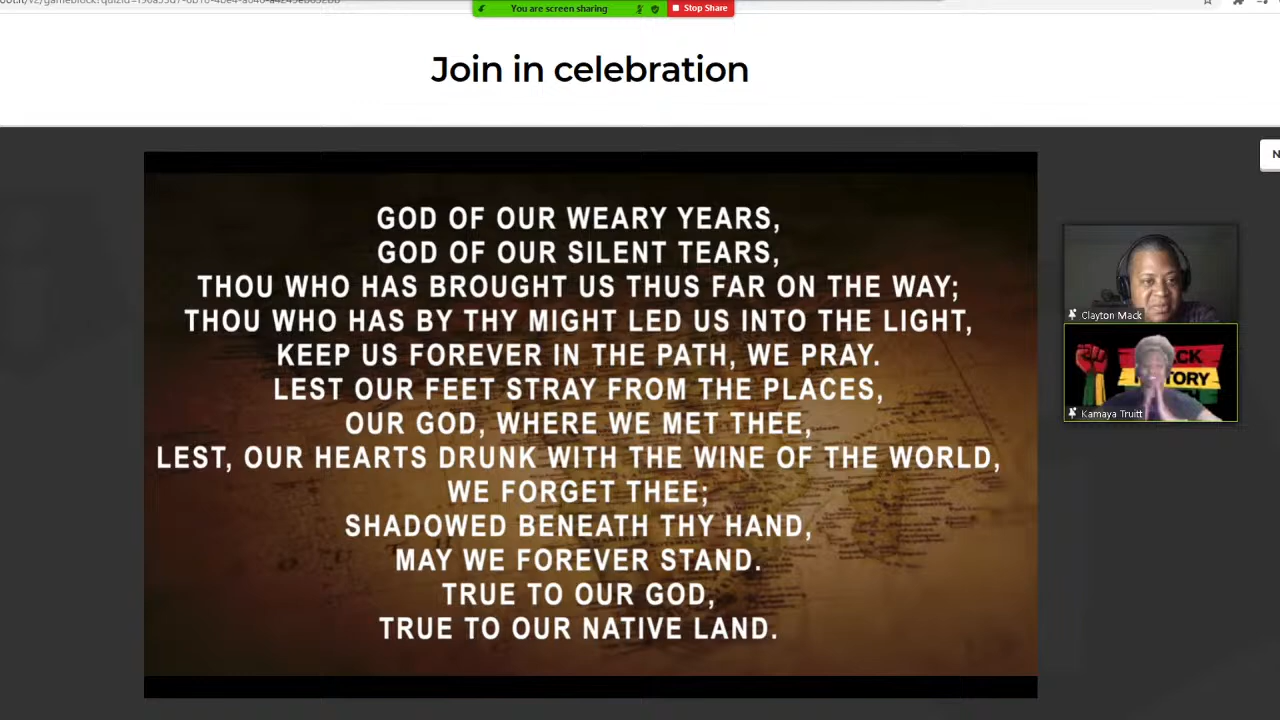 You are screen sharing
Stop Share
Join in celebration
N
GOD OF OUR WEARY YEARS,
GOD OF OUR SILENT TEARS,
THOU WHO HAS BROUGHT US THUS FAR ON THE WAY;
THOU WHO HAS BY THY MIGHT LED US INTO THE LIGHT,
KEEP US FOREVER IN THE PATH, WE PRAY.
LEST OUR FEET STRAY FROM THE PLACES,
OUR GOD, WHERE WE MET THEE,
LEST, OUR HEARTS DRUNK WITH THE WINE OF THE WORLD,
WE FORGET THEE;
SHADOWED BENEATH THY HAND,
MAY WE FOREVER STAND.
TRUE TO OUR GOD,
TRUE TO OUR NATIVE LAND.
Clayton Mack
Kamaya Truitt